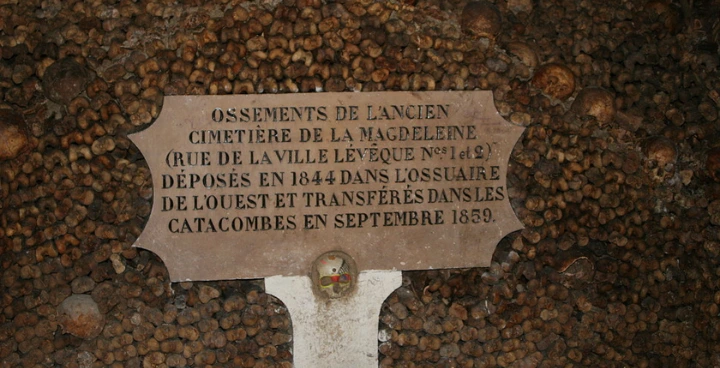 OSSEMENTS DE L'ANCIEN
CIMETIÈRE DE LA MAGDELEINE
(RUE DE LA VILLE LÉVÊQUE Nos 1 et 2)
DÉPOSÉS EN 1844 DANS L'OSSUAIRE
DE L'OUEST ET TRANSFÉRÉS DANS LES
CATACOMBES EN SEPTEMBRE 1859.